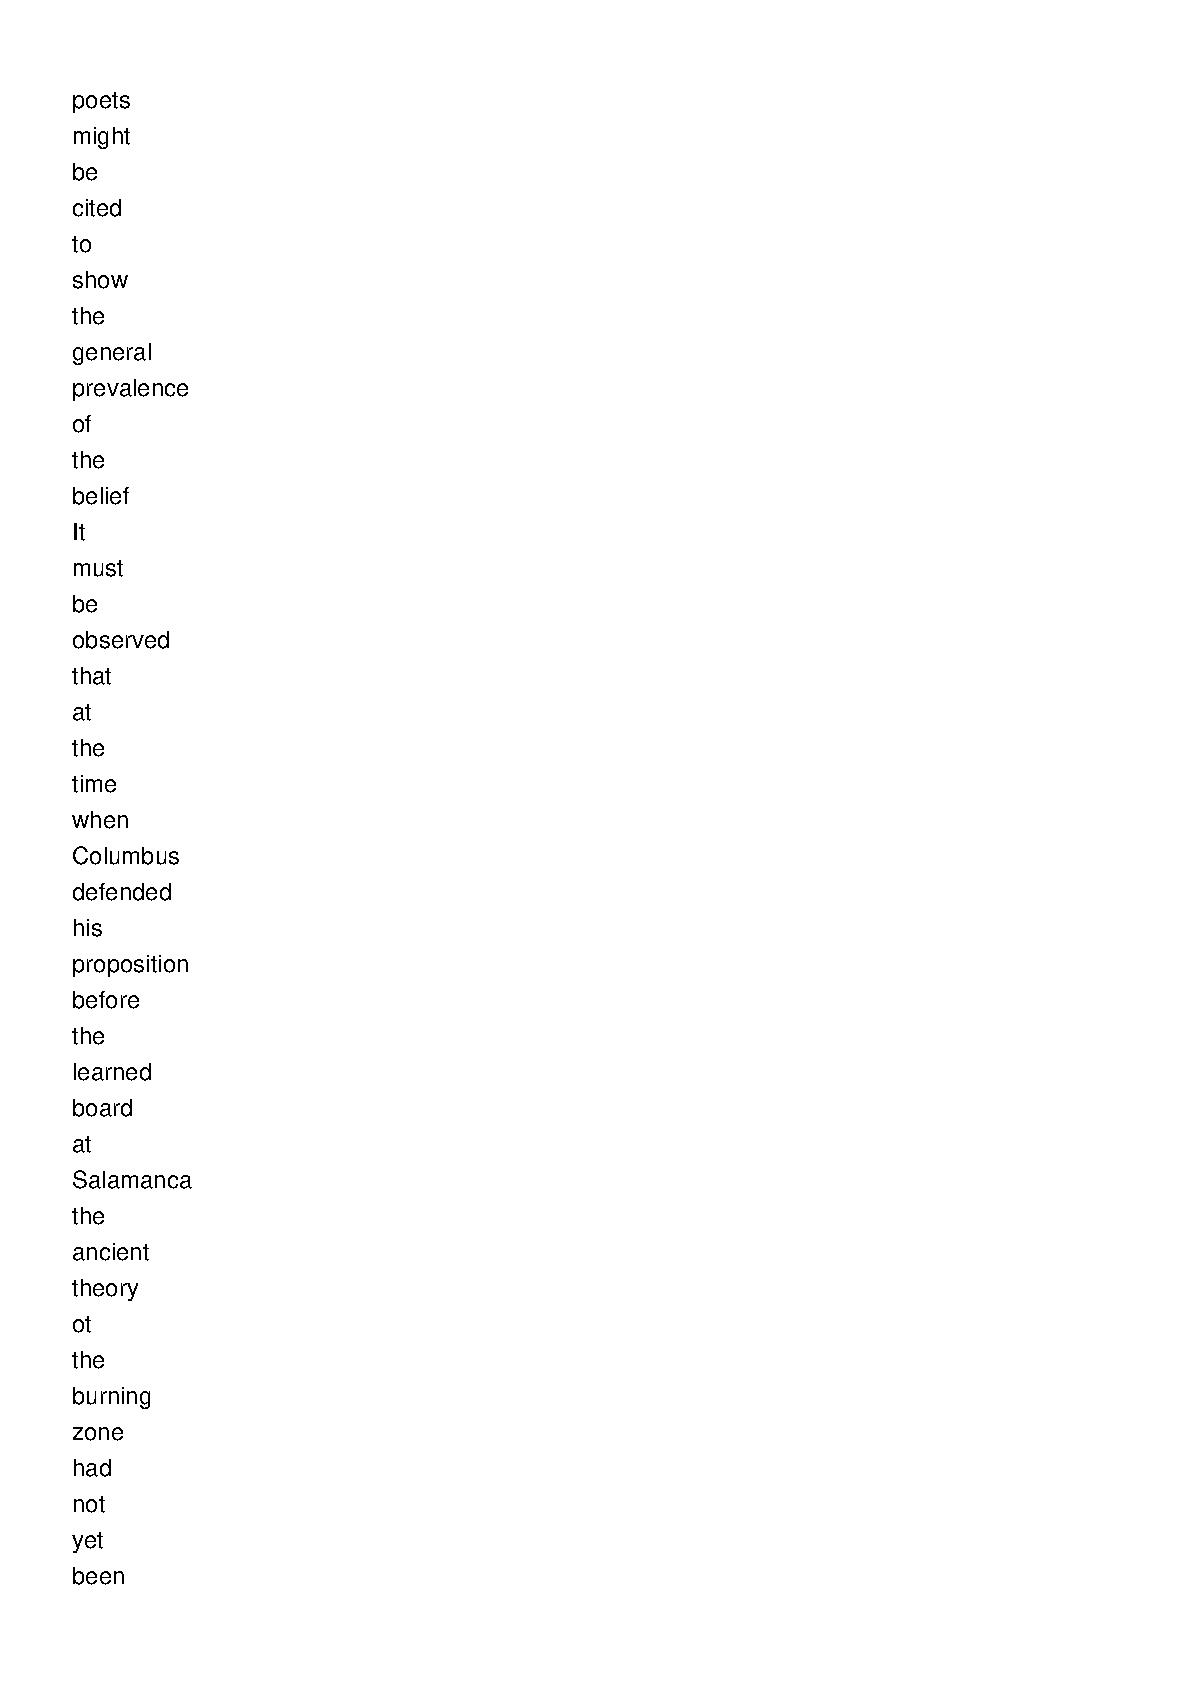 poets
might
be
cited
to
show
the
general
prevalence
of
the
belief
It
must
be
observed
that
at
the
time
when
Columbus
defended
his
proposition
before
the
learned
board
at
Salamanca
the
ancient
theory
ot
the
burning
zone
had
not
yet
been